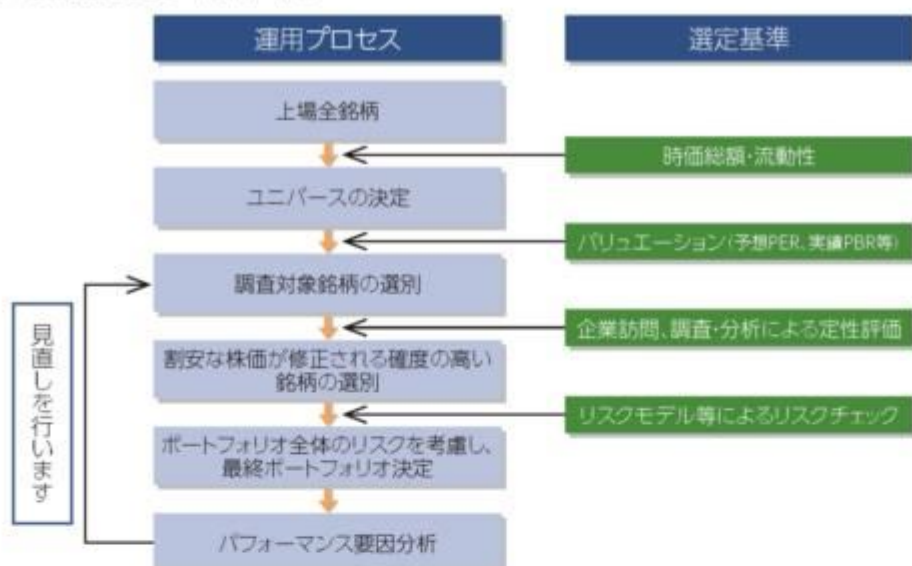 運用プロセス
選定基準
上場全銘柄
時価総額・流動性
ユニバースの決定
バリュエーション(予想PER、実績PBR等)
調査対象銘柄の選別
企業訪問、調査・分析による定性評価
割安な株価が修正される確度の高い
銘柄の選別
リスクモデル等によるリスクチェック
ポートフォリオ全体のリスクを考慮し、
最終ポートフォリオ決定
パフォーマンス要因分析
見直しを行います